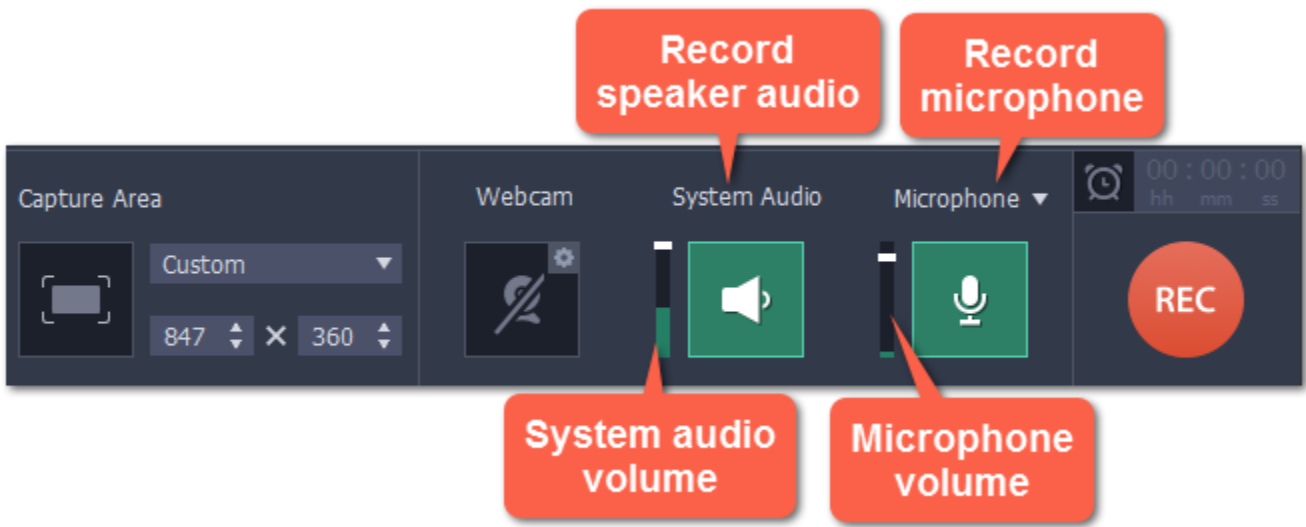 Record
speaker audio
Record
microphone
Capture Area
Webcam
System Audio
Microphone
00 : 00 : 00
hh mm ss
Custom
847 × 360
REC
System audio
volume
Microphone
volume